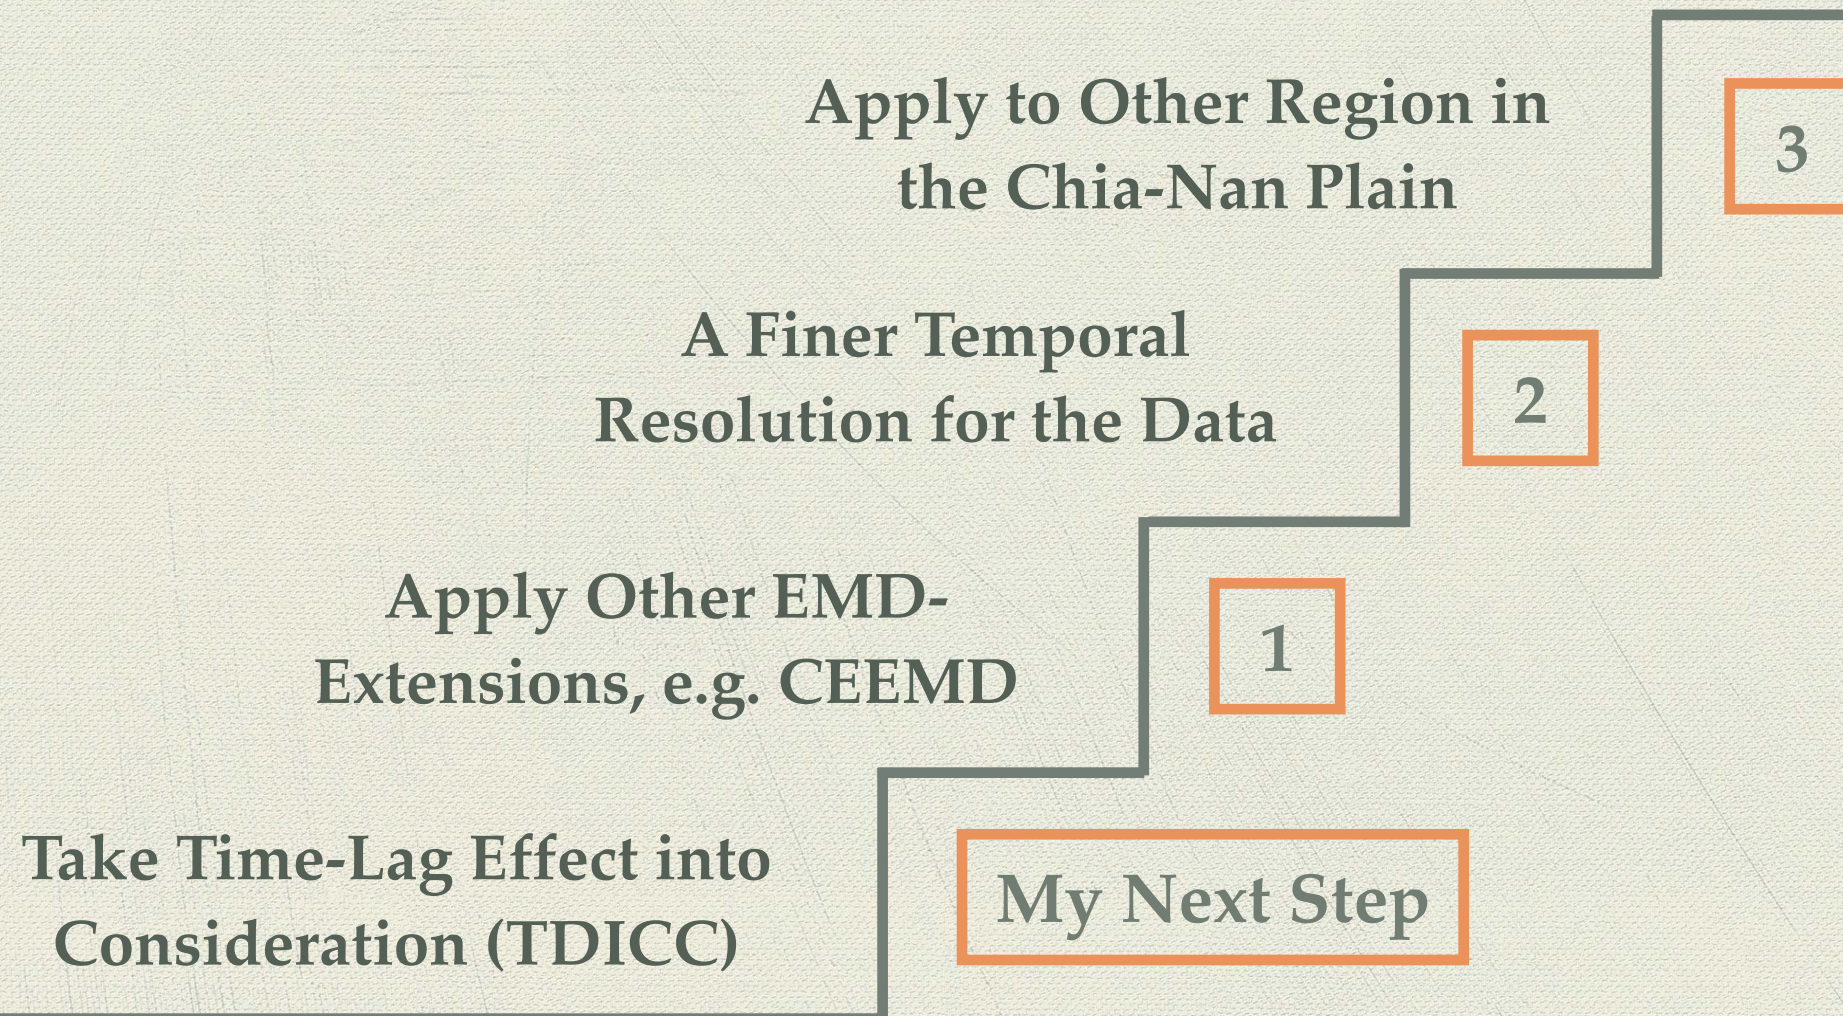 Apply to Other Region in
the Chia-Nan Plain
3
A Finer Temporal
Resolution for the Data
2
Apply Other EMD-
Extensions, e.g. CEEMD
1
Take Time-Lag Effect into
Consideration (TDICC)
My Next Step